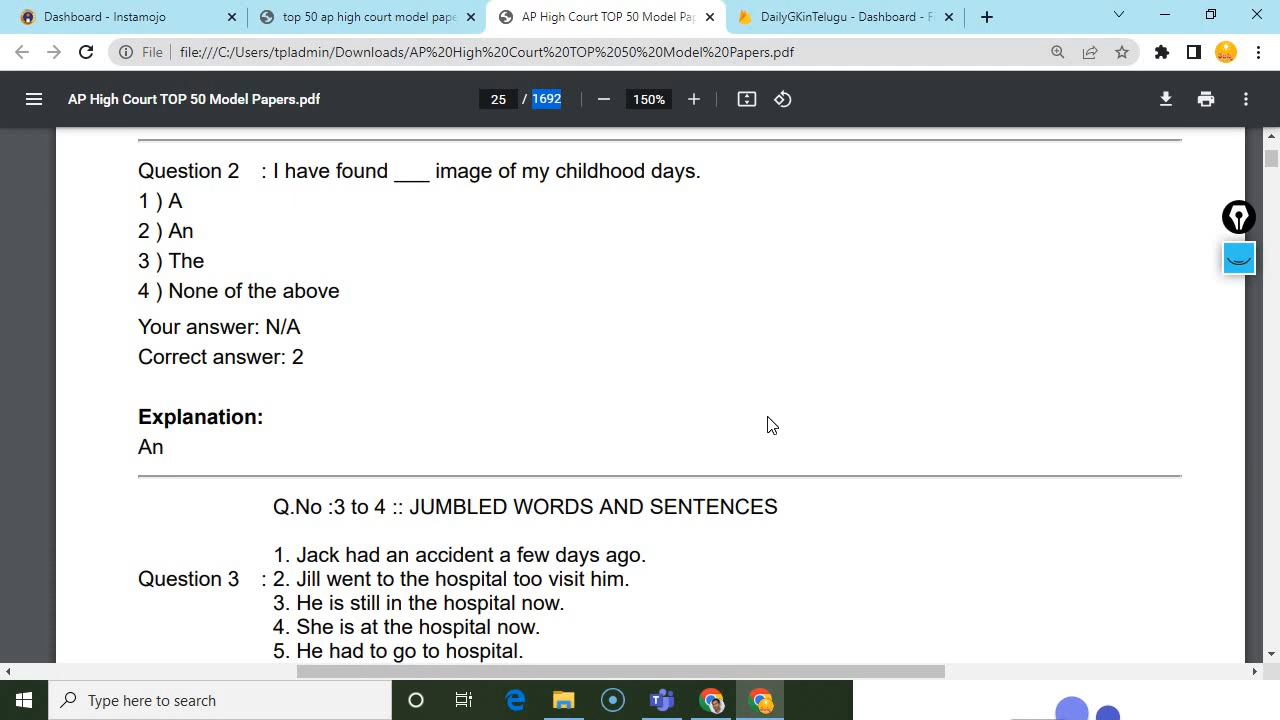 Dashboard - Instamojo
top 50 ap high court model pape
AP High Court TOP 50 Model Pap
DailyGKinTelugu - Dashboard - Fi
File
file:///C:/Users/tpladmin/Downloads/AP%20High%20Court%20TOP%2050%20Model%20Papers.pdf
AP High Court TOP 50 Model Papers.pdf
25 / 1692
150%
Question 2 : I have found ___ image of my childhood days.
1 ) A
2 ) An
3 ) The
4 ) None of the above
Your answer: N/A
Correct answer: 2
Explanation:
An
Q.No :3 to 4 :: JUMBLED WORDS AND SENTENCES
1. Jack had an accident a few days ago.
Question 3 : 2. Jill went to the hospital too visit him.
3. He is still in the hospital now.
4. She is at the hospital now.
5. He had to go to hospital.
Type here to search